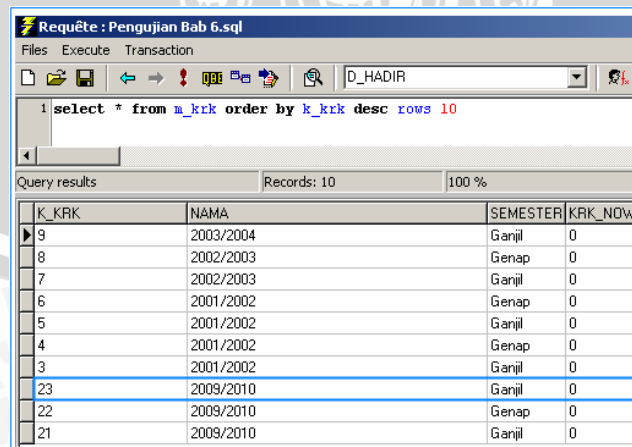 Requête : Pengujian Bab 6.sql
Files Execute Transaction
SQL D_HADIR
1 select * from m_krk order by k_krk desc rows 10
Query results Records: 10 100 %
K_KRK NAMA SEMESTER KRK_NOW
9 2003/2004 Ganjil 0
8 2002/2003 Genap 0
7 2002/2003 Ganjil 0
6 2001/2002 Genap 0
5 2001/2002 Ganjil 0
4 2001/2002 Genap 0
3 2001/2002 Ganjil 0
23 2009/2010 Ganjil 0
22 2009/2010 Genap 0
21 2009/2010 Ganjil 0